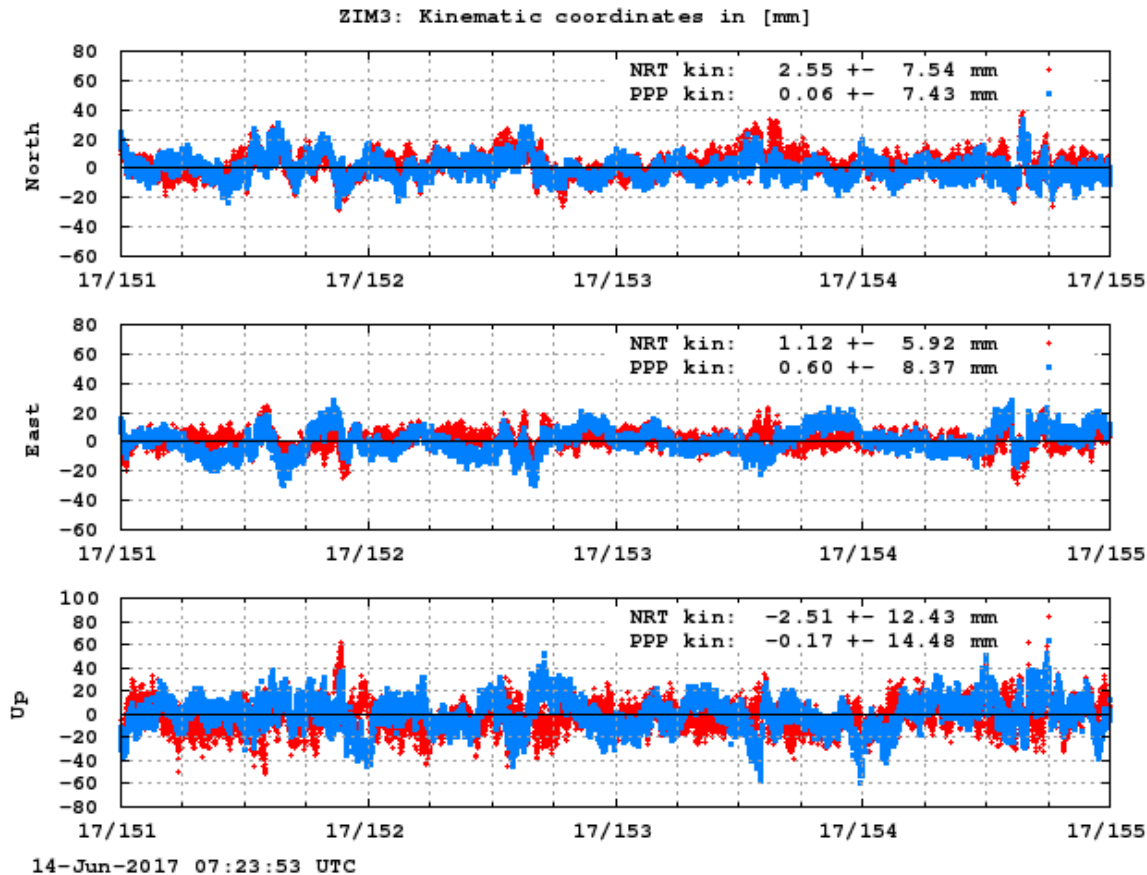 ZIM3: Kinematic coordinates in [mm]
80
60
40
20
0
-20
-40
-60
North
NRT kin: 2.55 +- 7.54 mm
PPP kin: 0.06 +- 7.43 mm
17/151 17/152 17/153 17/154 17/155
80
60
40
20
0
-20
-40
-60
East
NRT kin: 1.12 +- 5.92 mm
PPP kin: 0.60 +- 8.37 mm
17/151 17/152 17/153 17/154 17/155
100
80
60
40
20
0
-20
-40
-60
-80
Up
NRT kin: -2.51 +- 12.43 mm
PPP kin: -0.17 +- 14.48 mm
17/151 17/152 17/153 17/154 17/155
14-Jun-2017 07:23:53 UTC